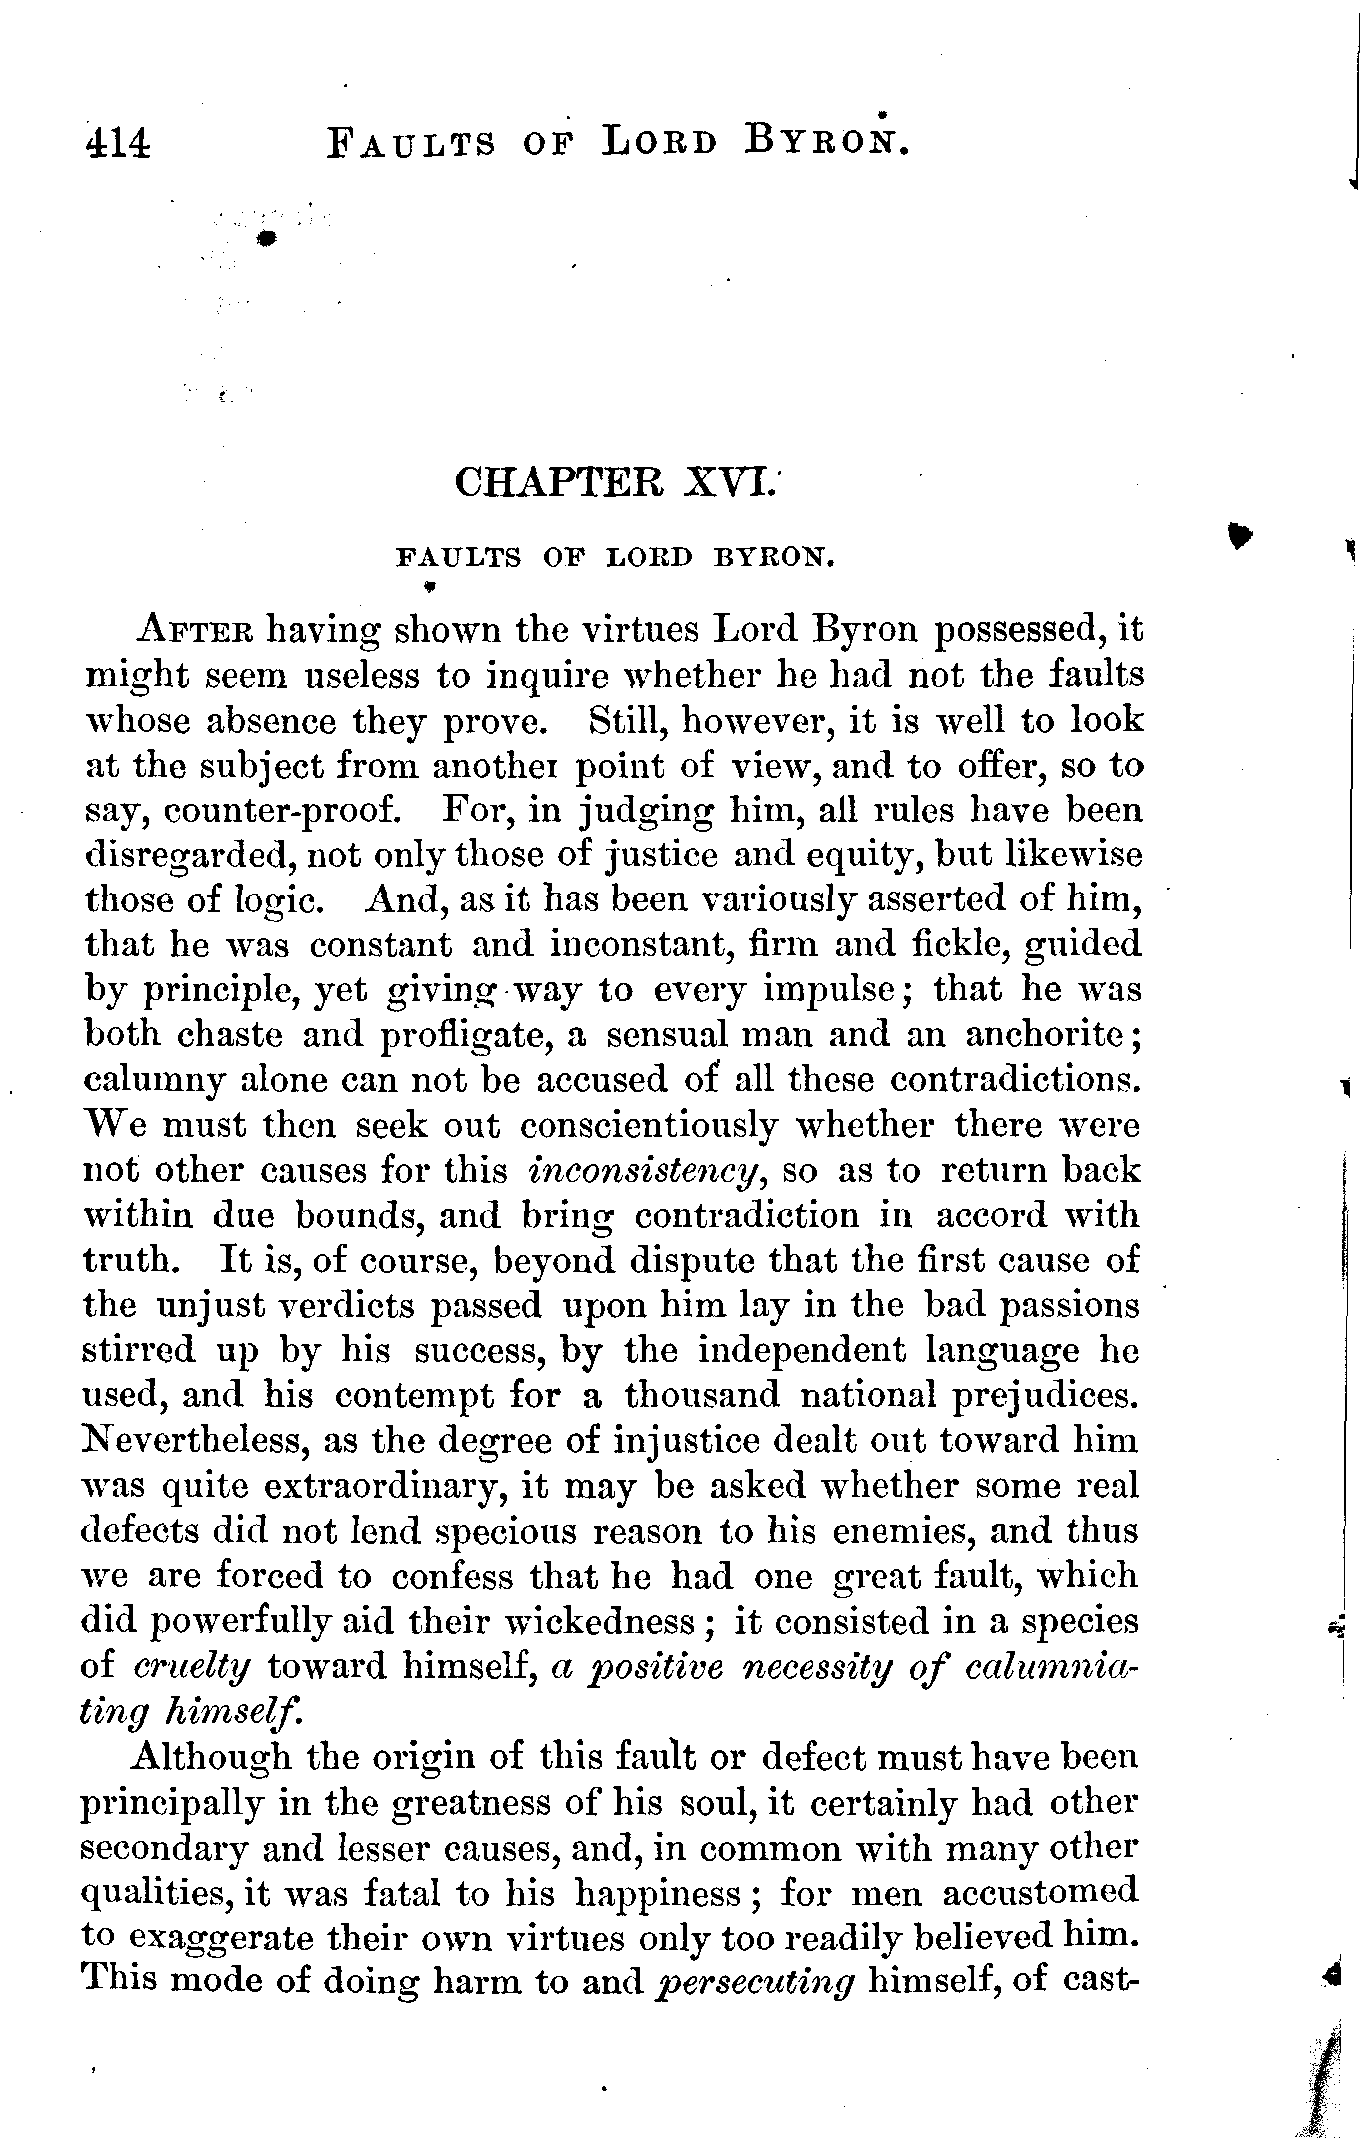 414 FAULTS OF LORD BYRON.
CHAPTER XVI.
FAULTS OF LORD BYRON.
AFTER having shown the virtues Lord Byron possessed, it
might seem useless to inquire whether he had not the faults
whose absence they prove. Still, however, it is well to look
at the subject from another point of view, and to offer, so to
say, counter-proof. For, in judging him, all rules have been
disregarded, not only those of justice and equity, but likewise
those of logic. And, as it has been variously asserted of him,
that he was constant and inconstant, firm and fickle, guided
by principle, yet giving way to every impulse; that he was
both chaste and profligate, a sensual man and an anchorite;
calumny alone can not be accused of all these contradictions.
We must then seek out conscientiously whether there were
not other causes for this inconsistency, so as to return back
within due bounds, and bring contradiction in accord with
truth. It is, of course, beyond dispute that the first cause of
the unjust verdicts passed upon him lay in the bad passions
stirred up by his success, by the independent language he
used, and his contempt for a thousand national prejudices.
Nevertheless, as the degree of injustice dealt out toward him
was quite extraordinary, it may be asked whether some real
defects did not lend specious reason to his enemies, and thus
we are forced to confess that he had one great fault, which
did powerfully aid their wickedness; it consisted in a species
of cruelty toward himself, a positive necessity of calumnia-
ting himself.
Although the origin of this fault or defect must have been
principally in the greatness of his soul, it certainly had other
secondary and lesser causes, and, in common with many other
qualities, it was fatal to his happiness; for men accustomed
to exaggerate their own virtues only too readily believed him.
This mode of doing harm to and persecuting himself, of cast-